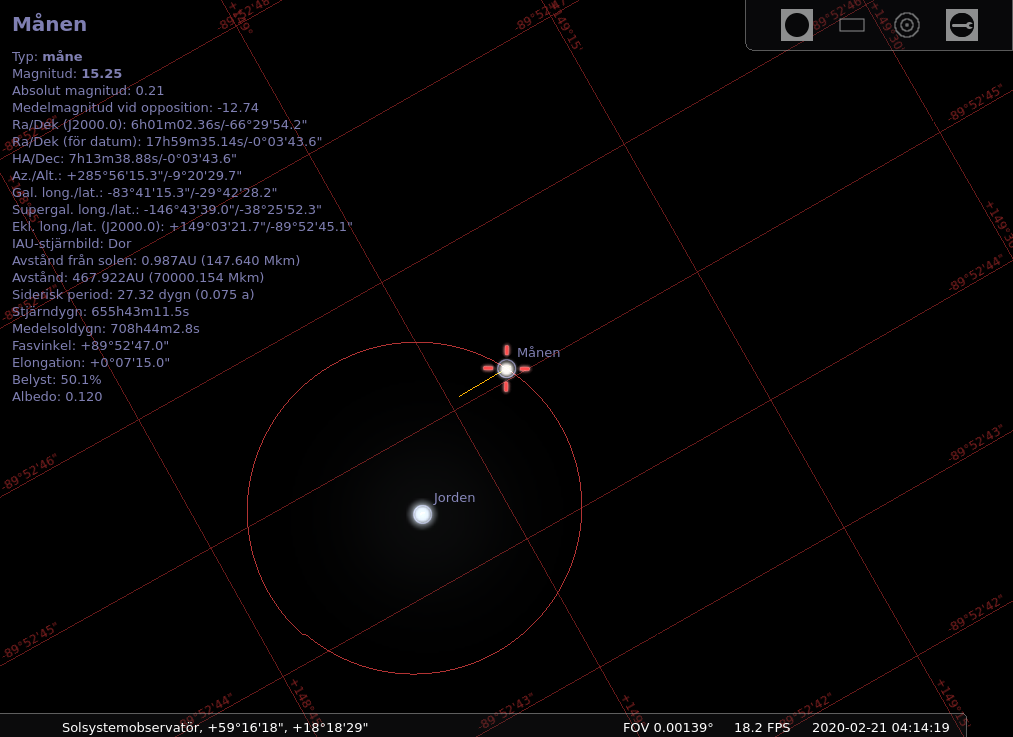 Månen
Typ: måne
Magnitud: 15.25
Absolut magnitud: 0.21
Medelmagnitud vid opposition: -12.74
Ra/Dek (J2000.0): 6h01m02.36s/-66°29'54.2"
Ra/Dek (för datum): 17h59m35.14s/-0°03'43.6"
HA/Dec: 7h13m38.88s/-0°03'43.6"
Az./Alt.: +285°56'15.3"/-9°20'29.7"
Gal. long./lat.: -83°41'15.3"/-29°42'28.2"
Supergal. long./lat.: -146°43'39.0"/-38°25'52.3"
Ekl. long./lat. (J2000.0): +149°03'21.7"/-89°52'45.1"
IAU-stjärnbild: Dor
Avstånd från solen: 0.987AU (147.640 Mkm)
Avstånd: 467.922AU (70000.154 Mkm)
Siderisk period: 27.32 dygn (0.075 a)
Stjärndygn: 655h43m11.5s
Medelsoldygn: 708h44m2.8s
Fasvinkel: +89°52'47.0"
Elongation: +0°07'15.0"
Belyst: 50.1%
Albedo: 0.120
-89°52'48"
+149°
-89°52'47"
+149°15'
-89°52'46"
+149°30'
-89°52'45"
-89°52'44"
Månen
-89°52'43"
-89°52'46"
Jorden
-89°52'42"
-89°52'45"
-89°52'44"
-89°52'43"
+149°
-89°52'42"
+149°15'
Solsystemobservatör, +59°16'18", +18°18'29"
FOV 0.00139°
18.2 FPS
2020-02-21 04:14:19